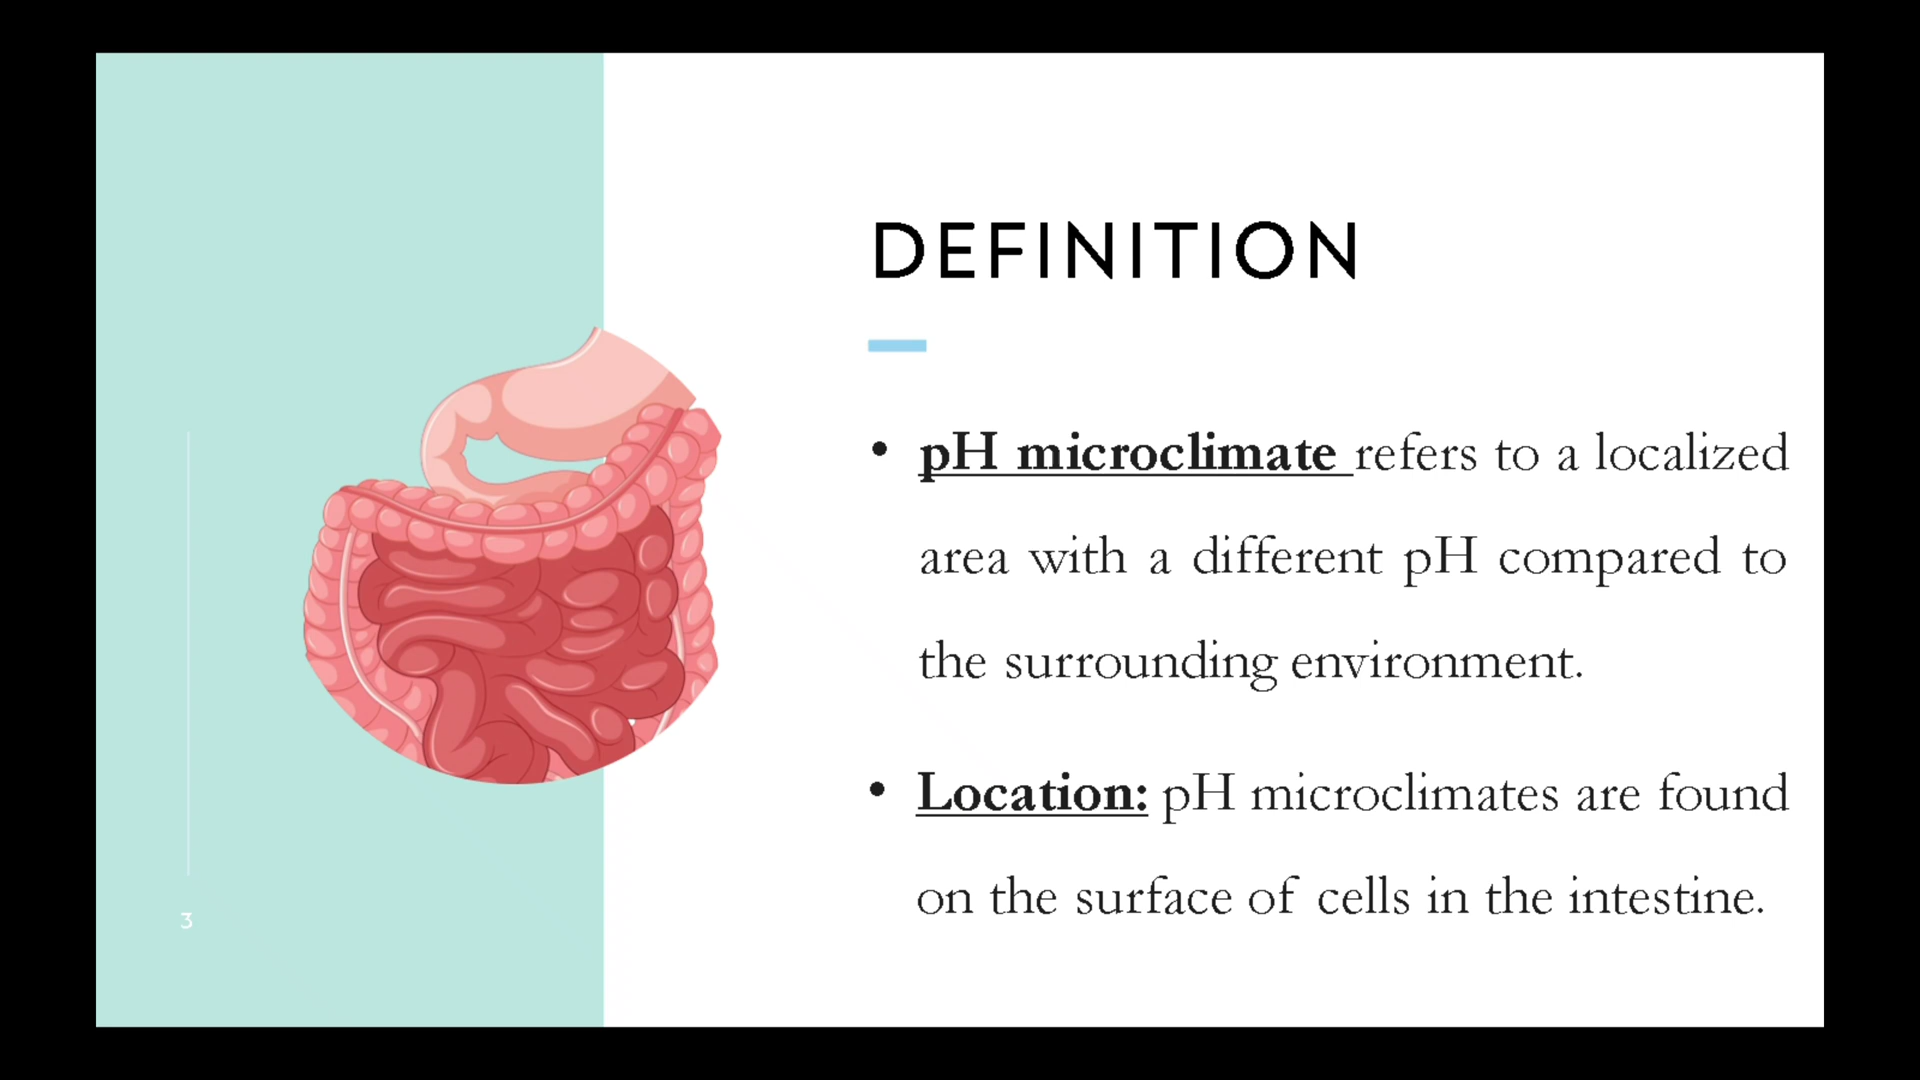 DEFINITION
• pH microclimate refers to a localized
area with a different pH compared to
the surrounding environment.
• Location: pH microclimates are found
on the surface of cells in the intestine.
3